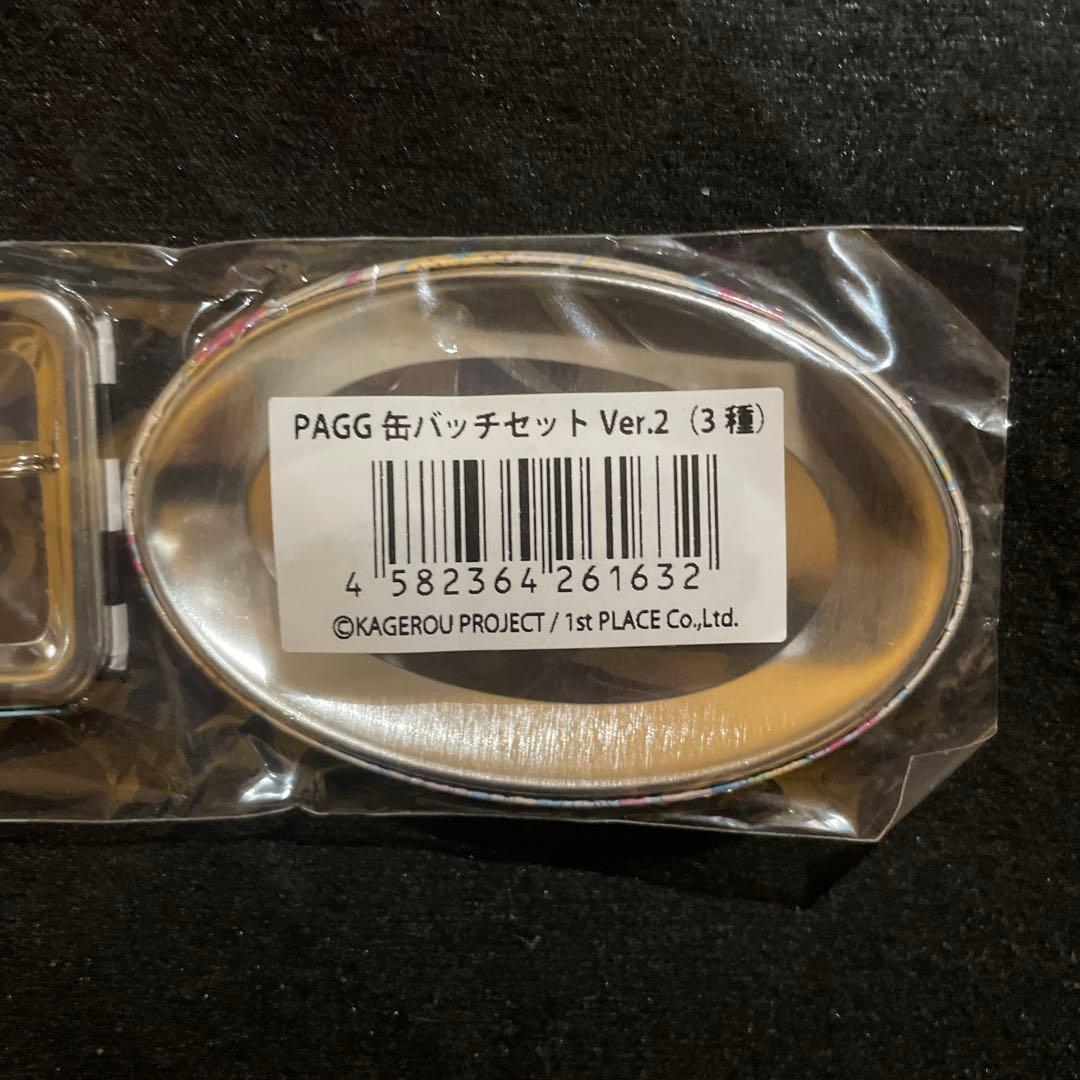 PAGG 缶バッチセット Ver.2（3 種）
4 582364 261632
©KAGEROU PROJECT / 1st PLACE Co.,Ltd.